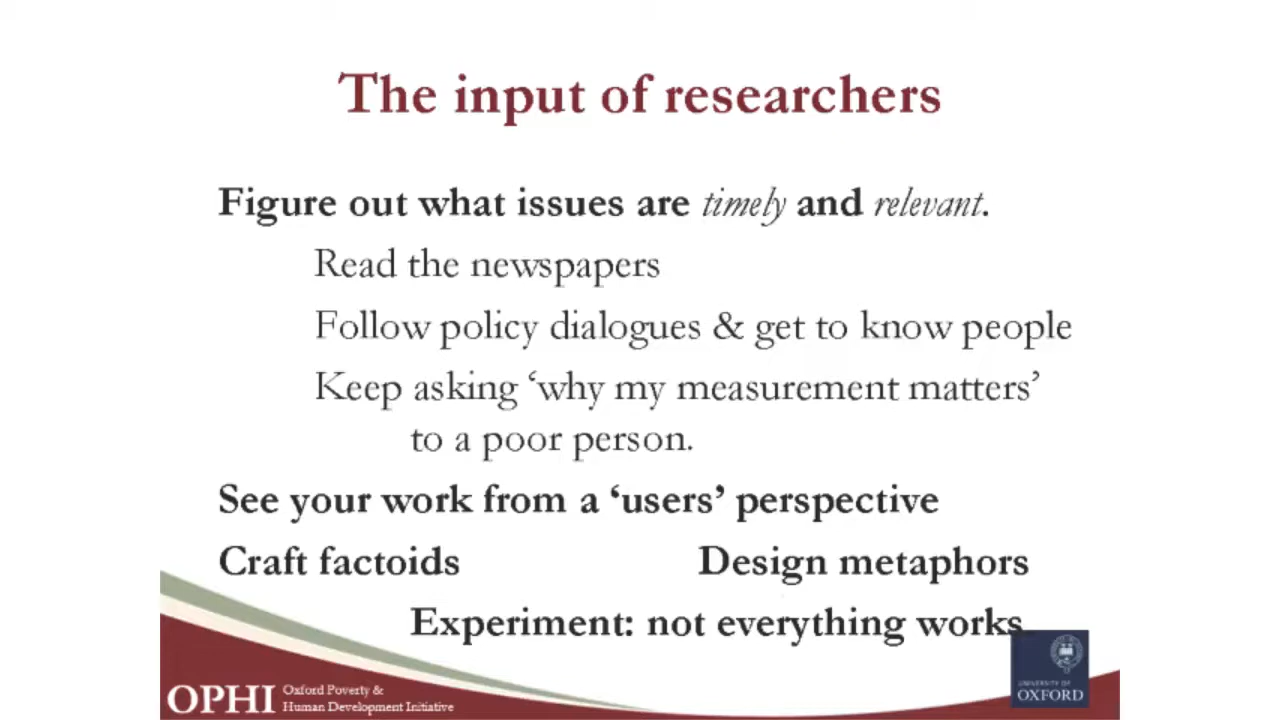 The input of researchers
Figure out what issues are timely and relevant.
Read the newspapers
Follow policy dialogues & get to know people
Keep asking ‘why my measurement matters’
to a poor person.
See your work from a ‘users’ perspective
Craft factoids Design metaphors
Experiment: not everything works
OPHI Oxford Poverty &
Human Development Initiative
UNIVERSITY OF
OXFORD